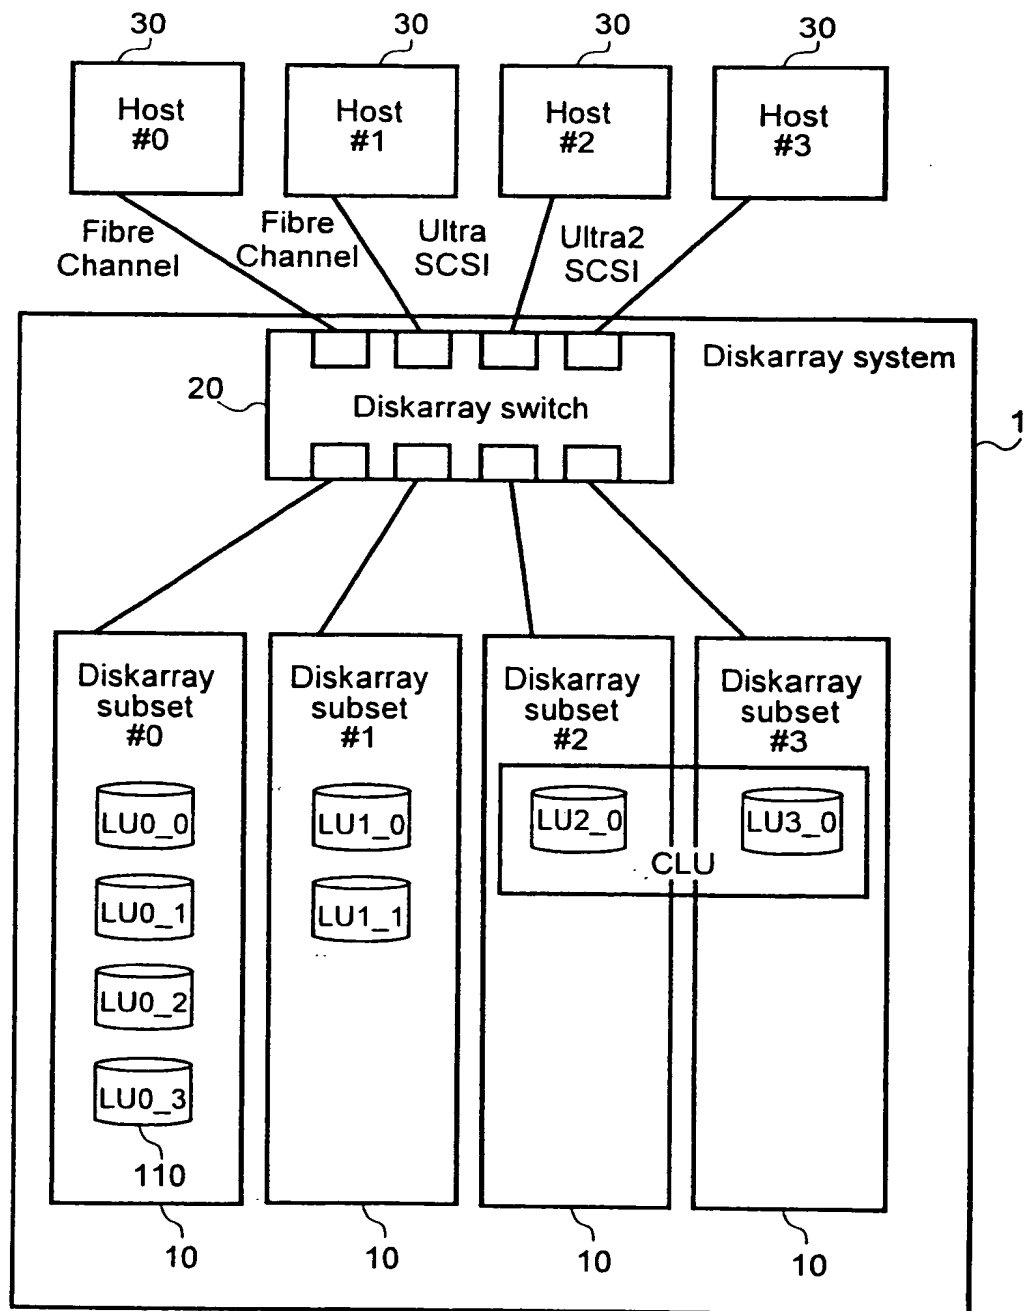 30
30
30
30
Host
#0
Host
#1
Host
#2
Host
#3
Fibre
Channel
Fibre
Channel
Ultra
SCSI
Ultra2
SCSI
Diskarray system
20
Diskarray switch
1
Diskarray
subset
#0
Diskarray
subset
#1
Diskarray
subset
#2
Diskarray
subset
#3
LU0_0
LU1_0
LU2_0
LU3_0
CLU
LU0_1
LU1_1
LU0_2
LU0_3
110
10
10
10
10